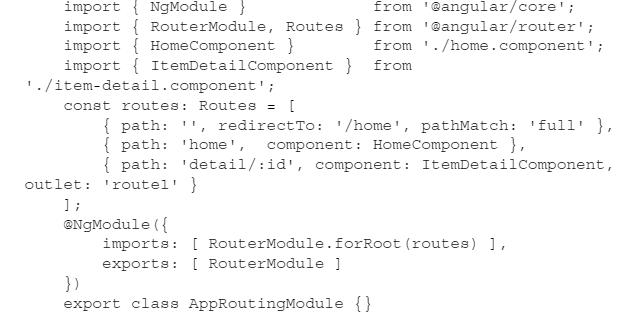 import { NgModule }             from '@angular/core';
import { RouterModule, Routes } from '@angular/router';
import { HomeComponent }        from './home.component';
import { ItemDetailComponent }  from
'./item-detail.component';
const routes: Routes = [
    { path: '', redirectTo: '/home', pathMatch: 'full' },
    { path: 'home',  component: HomeComponent },
    { path: 'detail/:id', component: ItemDetailComponent,
outlet: 'route1' }
];
@NgModule({
    imports: [ RouterModule.forRoot(routes) ],
    exports: [ RouterModule ]
})
export class AppRoutingModule {}